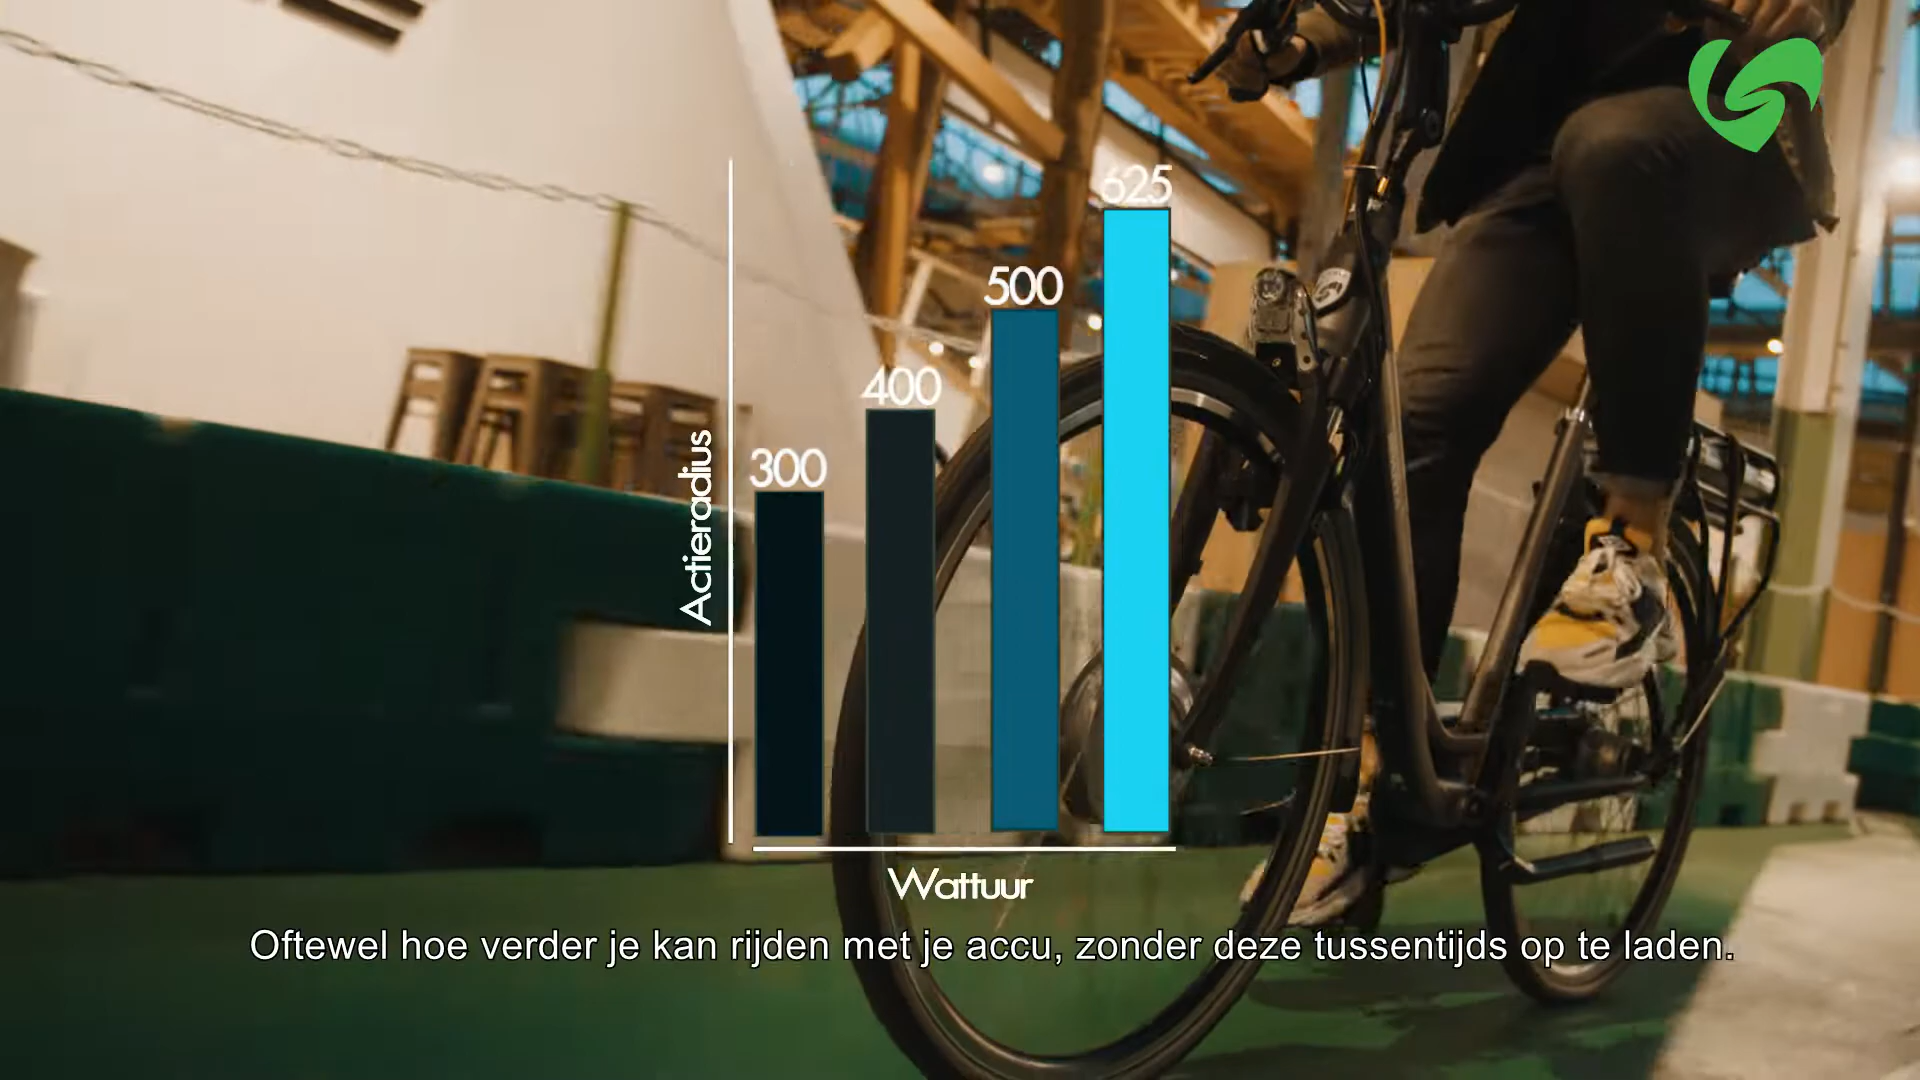 625
500
400
300
Actieradius
Wattuur
Oftewel hoe verder je kan rijden met je accu, zonder deze tussentijds op te laden.